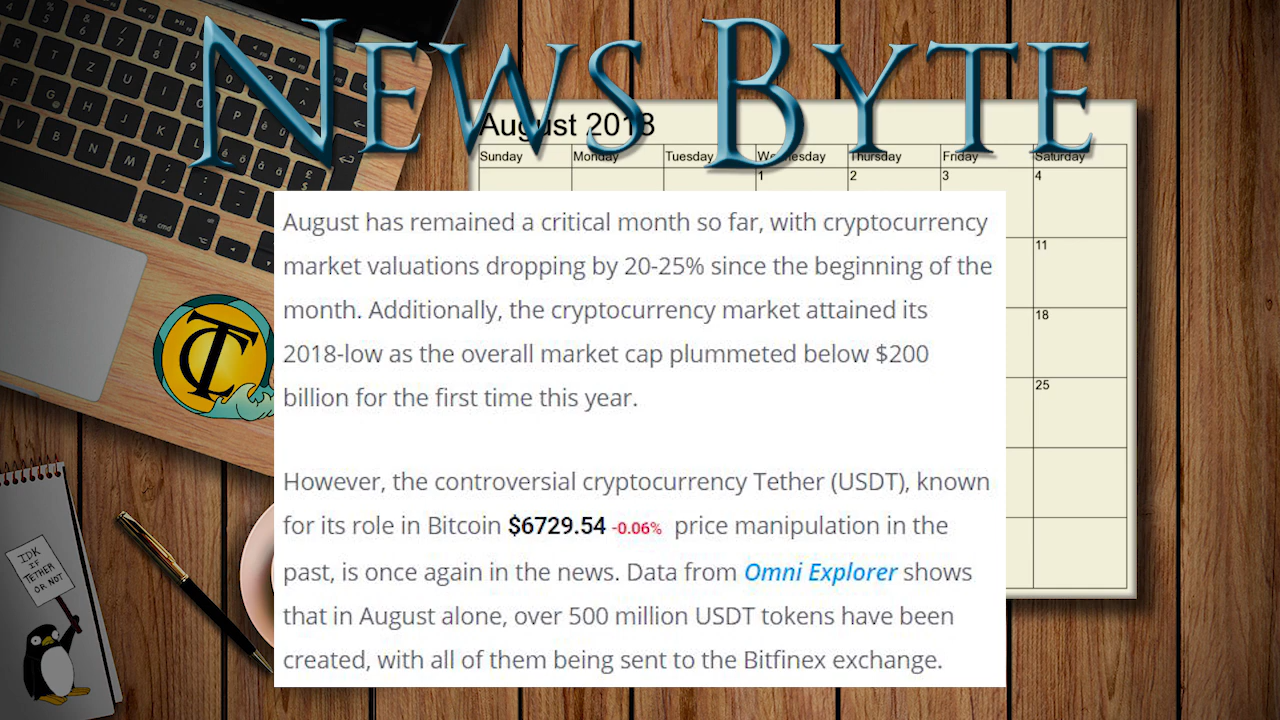 News Byte
August 2018
Sunday Monday Tuesday Wednesday Thursday Friday Saturday
1 2 3 4
11
18
25
August has remained a critical month so far, with cryptocurrency
market valuations dropping by 20-25% since the beginning of the
month. Additionally, the cryptocurrency market attained its
2018-low as the overall market cap plummeted below $200
billion for the first time this year.
However, the controversial cryptocurrency Tether (USDT), known
for its role in Bitcoin $6729.54 -0.06% price manipulation in the
past, is once again in the news. Data from Omni Explorer shows
that in August alone, over 500 million USDT tokens have been
created, with all of them being sent to the Bitfinex exchange.
IDK
IF
TETHER
OR NOT
TC